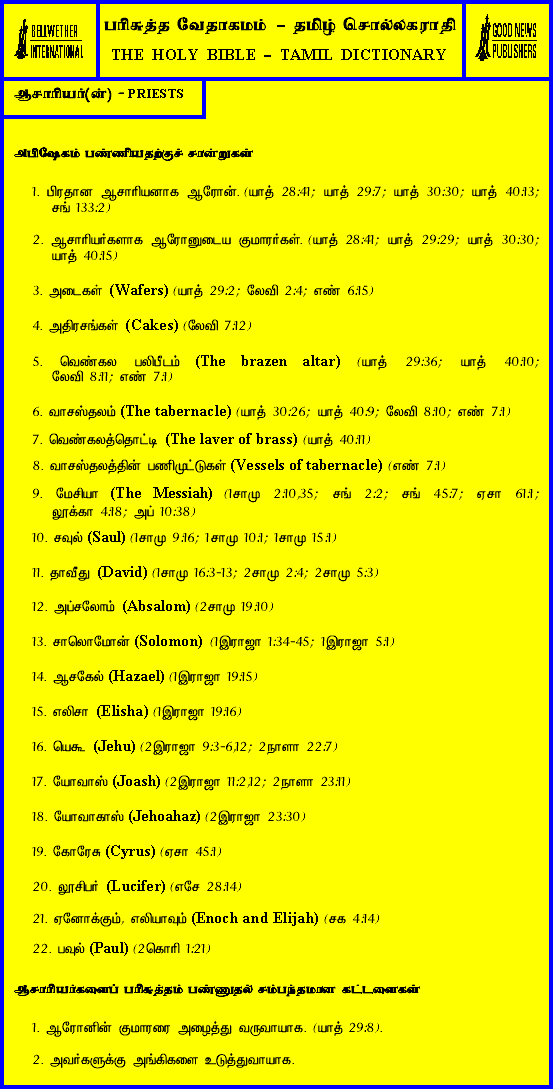 BELLWETHER
INTERNATIONAL
பரிசுத்த வேதாகமம் – தமிழ் சொல்லகராதி
THE HOLY BIBLE – TAMIL DICTIONARY
GOOD NEWS
PUBLISHERS
ஆசாரியர்(ன்) - PRIESTS
அபிஷேகம் பண்ணியதற்குச் சான்றுகள்
1. பிரதான ஆசாரியனாக ஆரோன். (யாத் 28:41; யாத் 29:7; யாத் 30:30; யாத் 40:13;
சங் 133:2)
2. ஆசாரியர்களாக ஆரோனுடைய குமாரர்கள். (யாத் 28:41; யாத் 29:29; யாத் 30:30;
யாத் 40:15)
3. அடைகள் (Wafers) (யாத் 29:2; லேவி 2:4; எண் 6:15)
4. அதிரசங்கள் (Cakes) (லேவி 7:12)
5. வெண்கல பலிபீடம் (The brazen altar) (யாத் 29:36; யாத் 40:10;
லேவி 8:11; எண் 7:1)
6. வாசஸ்தலம் (The tabernacle) (யாத் 30:26; யாத் 40:9; லேவி 8:10; எண் 7:1)
7. வெண்கலத்தொட்டி (The laver of brass) (யாத் 40:11)
8. வாசஸ்தலத்தின் பணிமுட்டுகள் (Vessels of tabernacle) (எண் 7:1)
9. மேசியா (The Messiah) (1சாமு 2:10,35; சங் 2:2; சங் 45:7; ஏசா 61:1;
லூக்கா 4:18; அப் 10:38)
10. சவுல் (Saul) (1சாமு 9:16; 1சாமு 10:1; 1சாமு 15:1)
11. தாவீது (David) (1சாமு 16:3-13; 2சாமு 2:4; 2சாமு 5:3)
12. அப்சலோம் (Absalom) (2சாமு 19:10)
13. சாலொமோன் (Solomon) (1இராஜா 1:34-45; 1இராஜா 5:1)
14. ஆசகேல் (Hazael) (1இராஜா 19:15)
15. எலிசா (Elisha) (1இராஜா 19:16)
16. யெகூ (Jehu) (2இராஜா 9:3-6,12; 2நாளா 22:7)
17. யோவாஸ் (Joash) (2இராஜா 11:2,12; 2நாளா 23:11)
18. யோவாகாஸ் (Jehoahaz) (2இராஜா 23:30)
19. கோரேசு (Cyrus) (ஏசா 45:1)
20. லூசிபர் (Lucifer) (எசே 28:14)
21. ஏனோக்கும், எலியாவும் (Enoch and Elijah) (சக 4:14)
22. பவுல் (Paul) (2கொரி 1:21)
ஆசாரியர்களைப் பரிசுத்தம் பண்ணுதல் சம்பந்தமான கட்டளைகள்
1. ஆரோனின் குமாரரை அழைத்து வருவாயாக. (யாத் 29:8).
2. அவர்களுக்கு அங்கிகளை உடுத்துவாயாக.